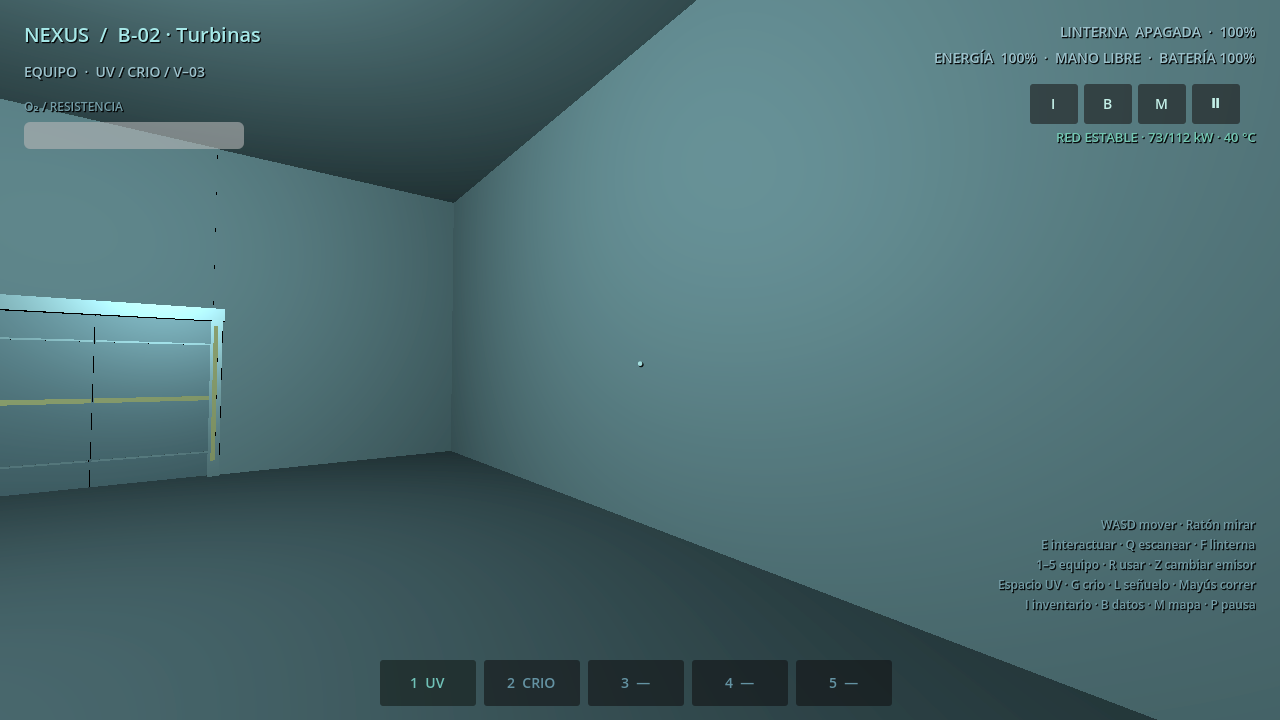 NEXUS / B-02 · Turbinas
EQUIPO · UV / CRIO / V-03
O₂ / RESISTENCIA
LINTERNA APAGADA · 100%
ENERGÍA 100% · MANO LIBRE · BATERÍA 100%
I B M II
RED ESTABLE · 73/112 kW · 40 °C
WASD mover · Ratón mirar
E interactuar · Q escanear · F linterna
1–5 equipo · R usar · Z cambiar emisor
Espacio UV · G crio · L señuelo · Mayús correr
I inventario · B datos · M mapa · P pausa
1 UV 2 CRIO 3 — 4 — 5 —